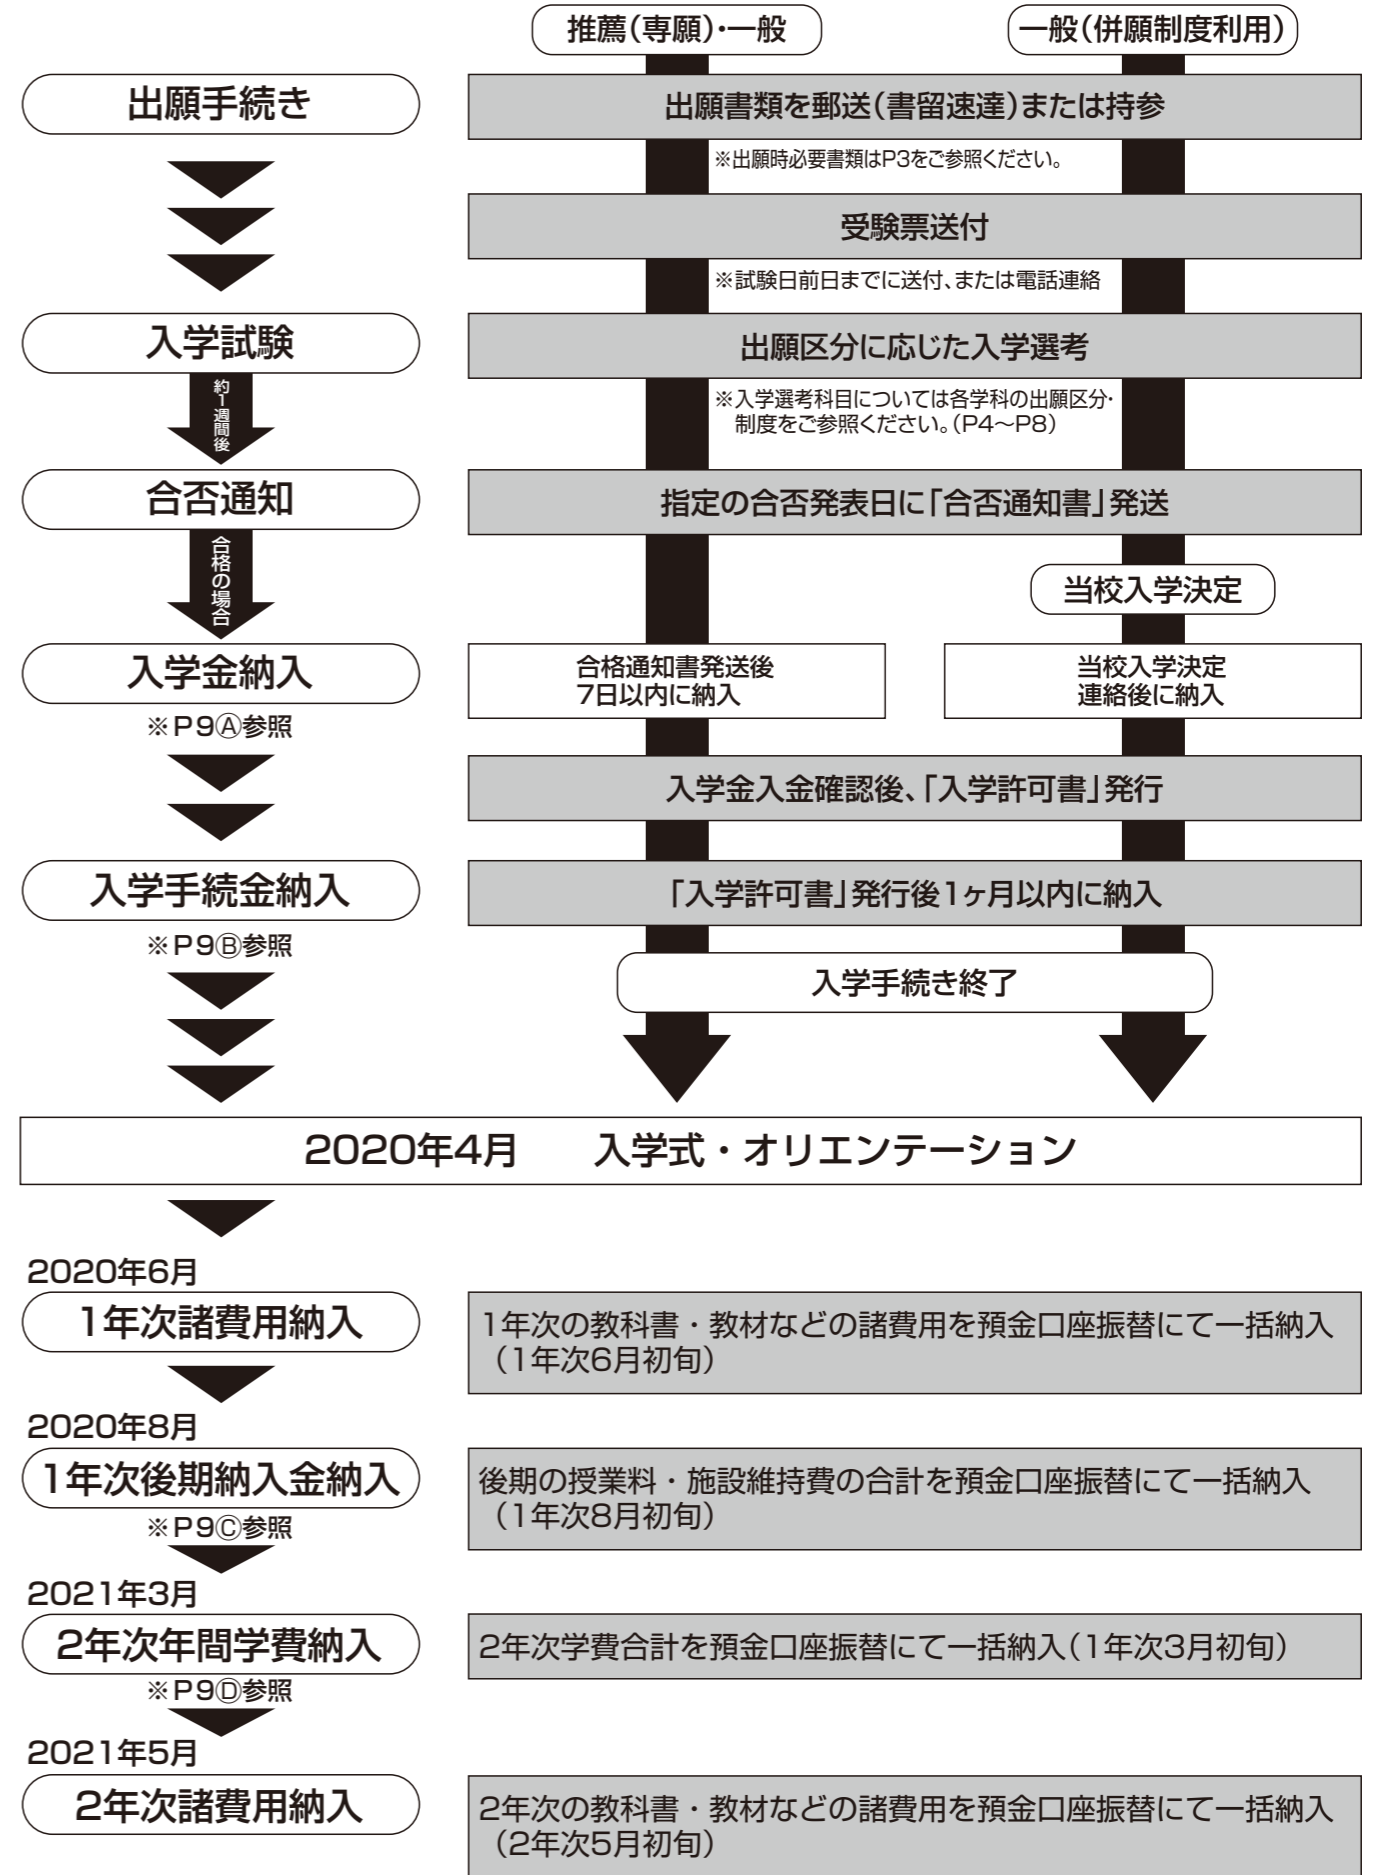 推薦（専願）・一般
一般（併願制度利用）
出願手続き
出願書類を郵送（書留速達）または持参
※出願時必要書類はP3をご参照ください。
受験票送付
※試験日前日までに送付、または電話連絡
入学試験
出願区分に応じた入学選考
約1週間後
※入学選考科目については各学科の出願区分・
制度をご参照ください。（P4〜P8）
合否通知
指定の合否発表日に「合否通知書」発送
合格の場合
当校入学決定
入学金納入
合格通知書発送後
7日以内に納入
当校入学決定
連絡後に納入
※P9Ⓐ参照
入学金入金確認後、「入学許可書」発行
入学手続金納入
「入学許可書」発行後1ヶ月以内に納入
※P9Ⓑ参照
入学手続き終了
2020年4月　入学式・オリエンテーション
2020年6月
1年次諸費用納入
1年次の教科書・教材などの諸費用を預金口座振替にて一括納入
（1年次6月初旬）
2020年8月
1年次後期納入金納入
後期の授業料・施設維持費の合計を預金口座振替にて一括納入
（1年次8月初旬）
※P9Ⓒ参照
2021年3月
2年次年間学費納入
2年次学費合計を預金口座振替にて一括納入（1年次3月初旬）
※P9Ⓓ参照
2021年5月
2年次諸費用納入
2年次の教科書・教材などの諸費用を預金口座振替にて一括納入
（2年次5月初旬）